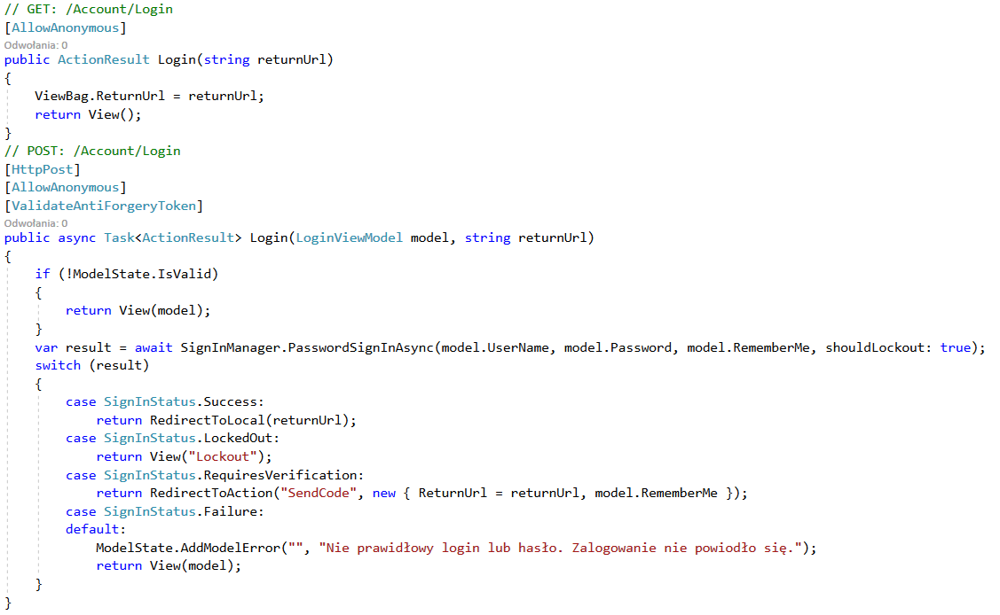 // GET: /Account/Login
[AllowAnonymous]
Odwołania: 0
public ActionResult Login(string returnUrl)
{
    ViewBag.ReturnUrl = returnUrl;
    return View();
}
// POST: /Account/Login
[HttpPost]
[AllowAnonymous]
[ValidateAntiForgeryToken]
Odwołania: 0
public async Task<ActionResult> Login(LoginViewModel model, string returnUrl)
{
    if (!ModelState.IsValid)
    {
        return View(model);
    }
    var result = await SignInManager.PasswordSignInAsync(model.UserName, model.Password, model.RememberMe, shouldLockout: true);
    switch (result)
    {
        case SignInStatus.Success:
            return RedirectToLocal(returnUrl);
        case SignInStatus.LockedOut:
            return View("Lockout");
        case SignInStatus.RequiresVerification:
            return RedirectToAction("SendCode", new { ReturnUrl = returnUrl, model.RememberMe });
        case SignInStatus.Failure:
        default:
            ModelState.AddModelError("", "Nie prawidłowy login lub hasło. Zalogowanie nie powiodło się.");
            return View(model);
    }
}